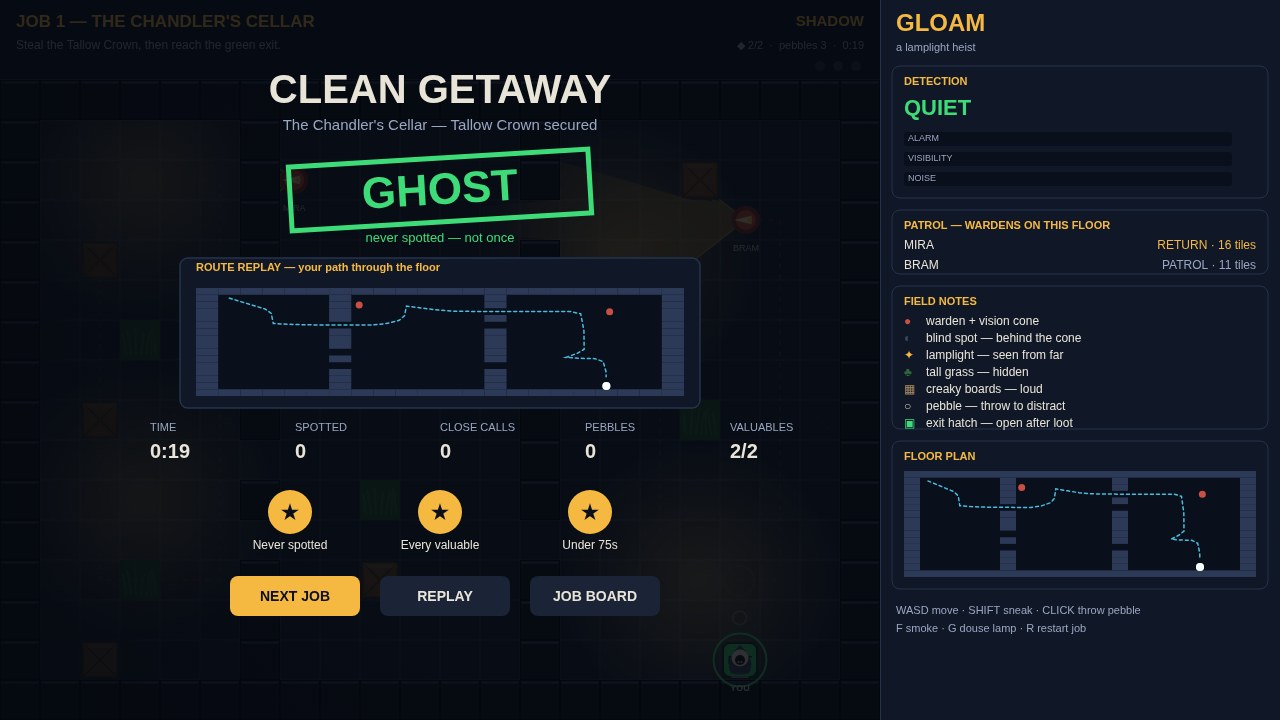 JOB 1 — THE CHANDLER'S CELLAR
Steal the Tallow Crown, then reach the green exit.
SHADOW
◆ 2/2 · pebbles 3 · 0:19
CLEAN GETAWAY
The Chandler's Cellar — Tallow Crown secured
GHOST
never spotted — not once
MIRA
BRAM
ROUTE REPLAY — your path through the floor
TIME
SPOTTED
CLOSE CALLS
PEBBLES
VALUABLES
0:19
0
0
0
2/2
Never spotted
Every valuable
Under 75s
NEXT JOB
REPLAY
JOB BOARD
YOU
GLOAM
a lamplight heist
DETECTION
QUIET
ALARM
VISIBILITY
NOISE
PATROL — WARDENS ON THIS FLOOR
MIRA RETURN · 16 tiles
BRAM PATROL · 11 tiles
FIELD NOTES
warden + vision cone
blind spot — behind the cone
lamplight — seen from far
tall grass — hidden
creaky boards — loud
pebble — throw to distract
exit hatch — open after loot
FLOOR PLAN
WASD move · SHIFT sneak · CLICK throw pebble
F smoke · G douse lamp · R restart job